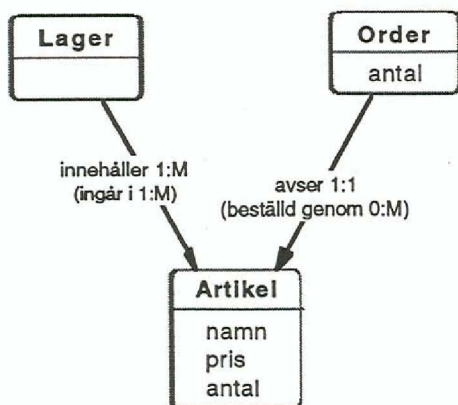 Lager
Order
antal
innehåller 1:M
(ingår i 1:M)
avser 1:1
(beställd genom 0:M)
Artikel
namn
pris
antal